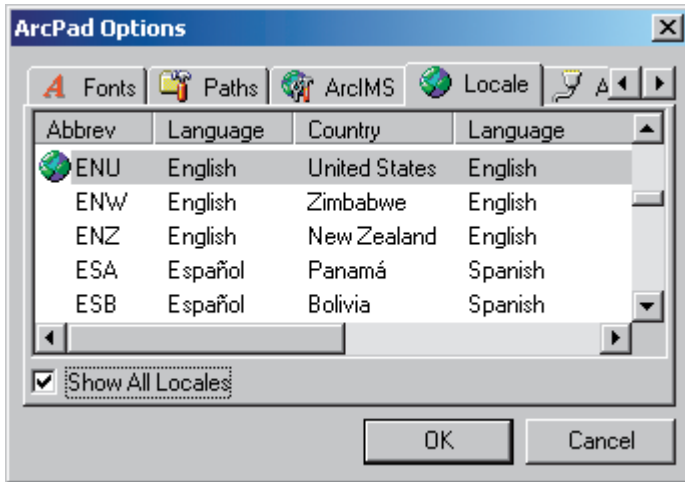 ArcPad Options
Fonts Paths ArcIMS Locale
Abbrev Language Country Language
ENU English United States English
ENW English Zimbabwe English
ENZ English New Zealand English
ESA Español Panamá Spanish
ESB Español Bolivia Spanish
Show All Locales
OK Cancel